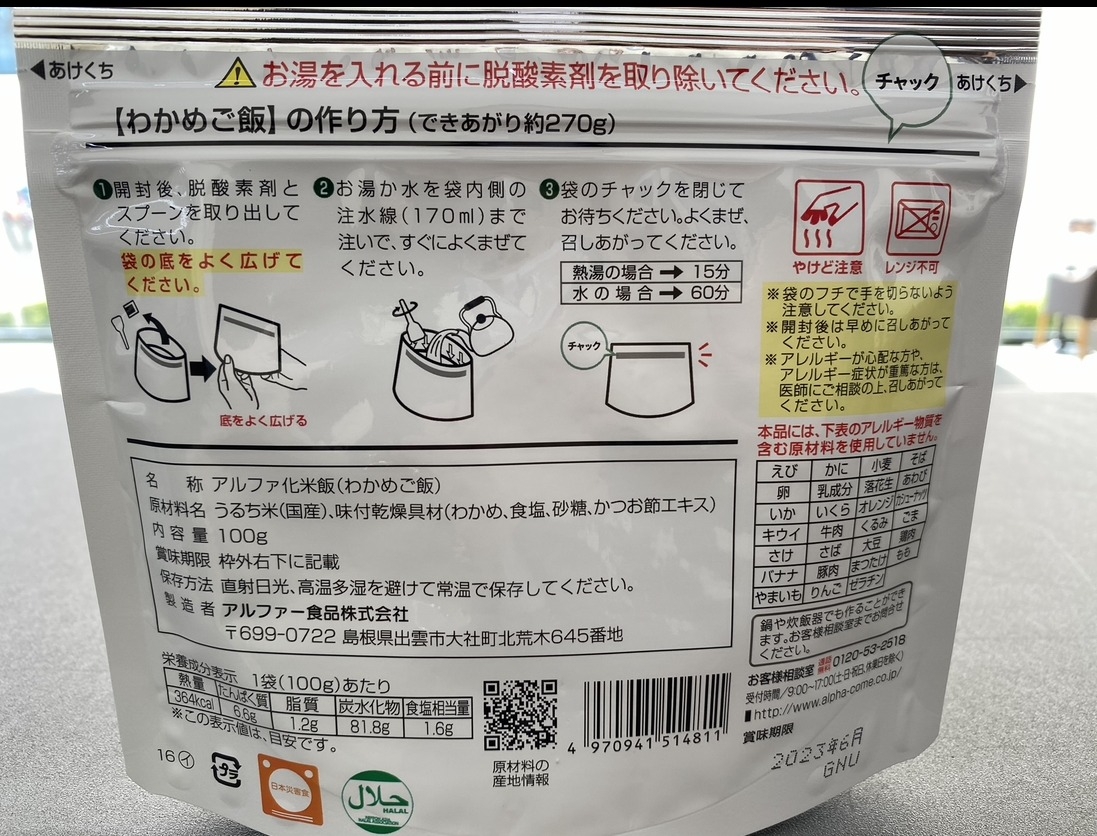 ◀あけくち
⚠お湯を入れる前に脱酸素剤を取り除いてください。
チャック
あけくち▶
【わかめご飯】の作り方(できあがり約270g)
❶開封後、脱酸素剤と
スプーンを取り出して
ください。
袋の底をよく広げて
ください。
底をよく広げる
❷お湯か水を袋内側の
注水線(170ml)まで
注いで、すぐによくまぜて
ください。
❸袋のチャックを閉じて
お待ちください。よくまぜ、
召しあがってください。
熱湯の場合➡15分
水の場合➡60分
チャック
やけど注意
レンジ不可
※袋のフチで手を切らないよう
注意してください。
※開封後は早めに召しあがって
ください。
※アレルギーが心配な方や、
アレルギー症状が重篤な方は、
医師にご相談の上、召しあがって
ください。
本品には、下表のアレルギー物質を
含む原材料を使用していません。
えび かに 小麦 そば
卵 乳成分 落花生 あわび
いか いくら オレンジ カシューナッツ
キウイ 牛肉 くるみ ごま
さけ さば 大豆 鶏肉
バナナ 豚肉 まつたけ もも
やまいも りんご ゼラチン
鍋や炊飯器でも作ることができ
ます。お客様相談室までお問合せ
ください。
お客様相談室 通話無料 0120-53-2518
受付時間/9:00~17:00(土・日・祝日、休業日を除く)
http://www.alpha-come.co.jp/
賞味期限
2023年6月
GNU
名称 アルファ化米飯(わかめご飯)
原材料名 うるち米(国産)、味付乾燥具材(わかめ、食塩、砂糖、かつお節エキス)
内容量 100g
賞味期限 枠外右下に記載
保存方法 直射日光、高温多湿を避けて常温で保存してください。
製造者 アルファー食品株式会社
〒699-0722 島根県出雲市大社町北荒木645番地
栄養成分表示 1袋(100g)あたり
熱量 たんぱく質 脂質 炭水化物 食塩相当量
364kcal 6.6g 1.2g 81.8g 1.6g
※この表示値は、目安です。
原材料の
産地情報
4 970941 514811
16㋑
プラ
日本災害食
حلال
HALAL